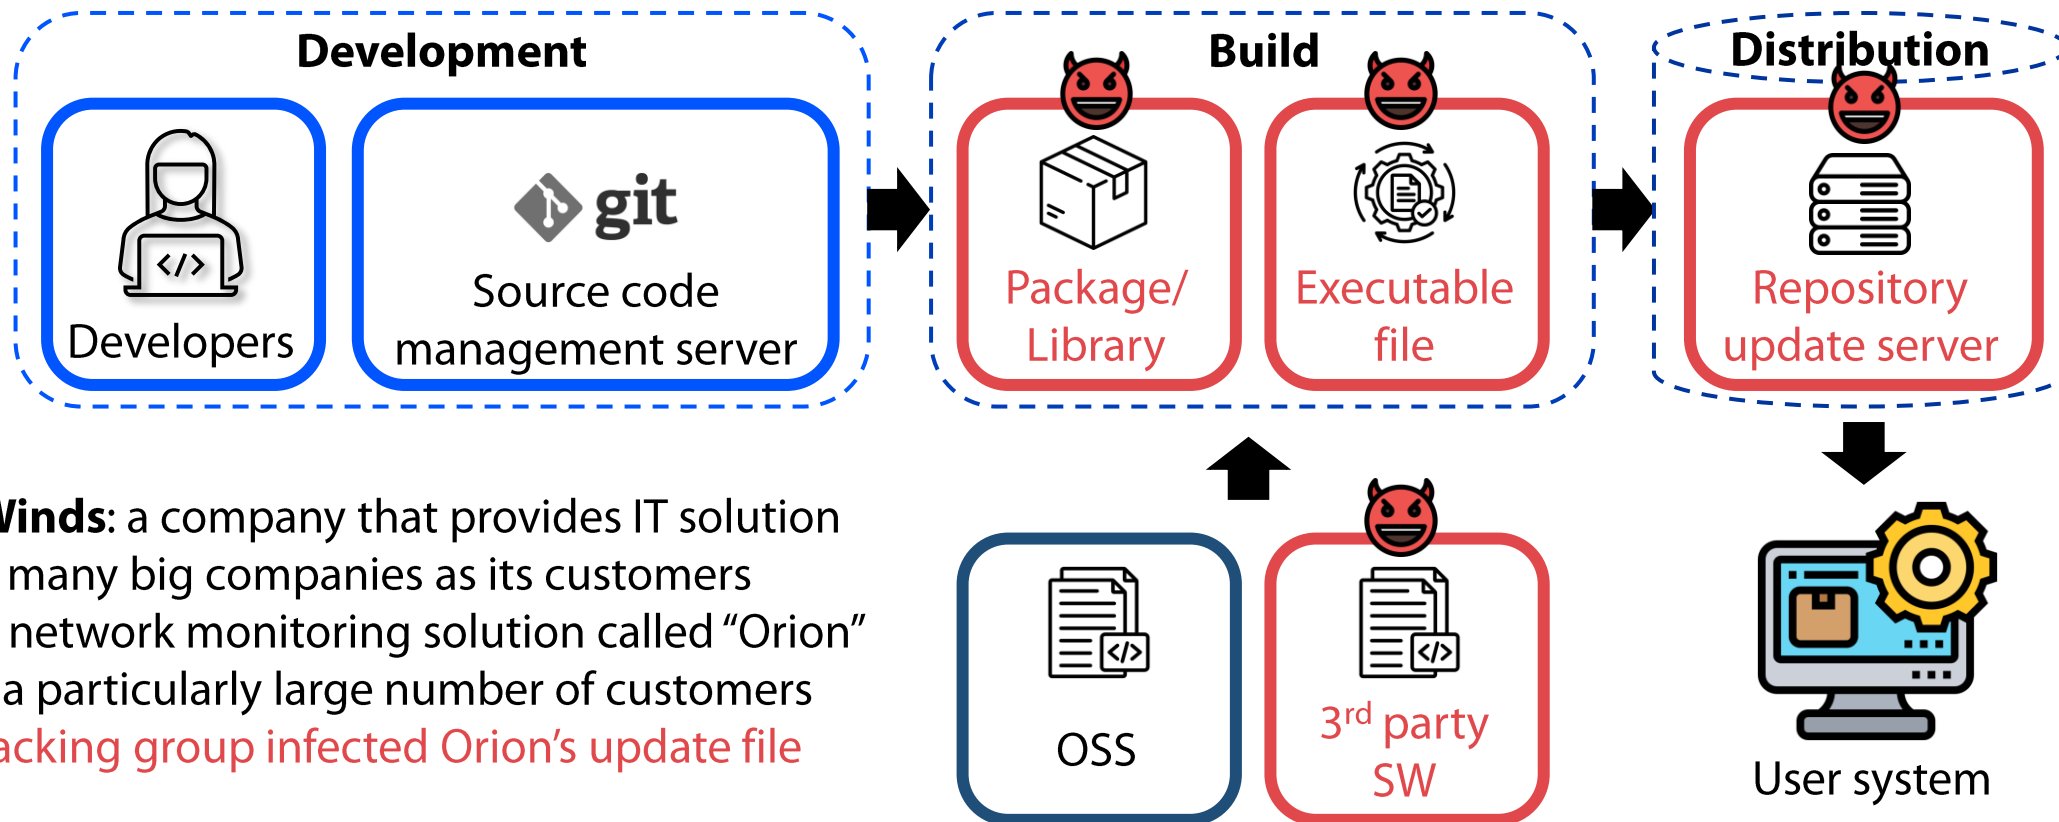 Development
Build
Distribution
git
Source code
management server
Developers
Package/
Library
Executable
file
Repository
update server
Winds: a company that provides IT solution
many big companies as its customers
network monitoring solution called “Orion”
a particularly large number of customers
acking group infected Orion’s update file
OSS
3rd party
SW
User system